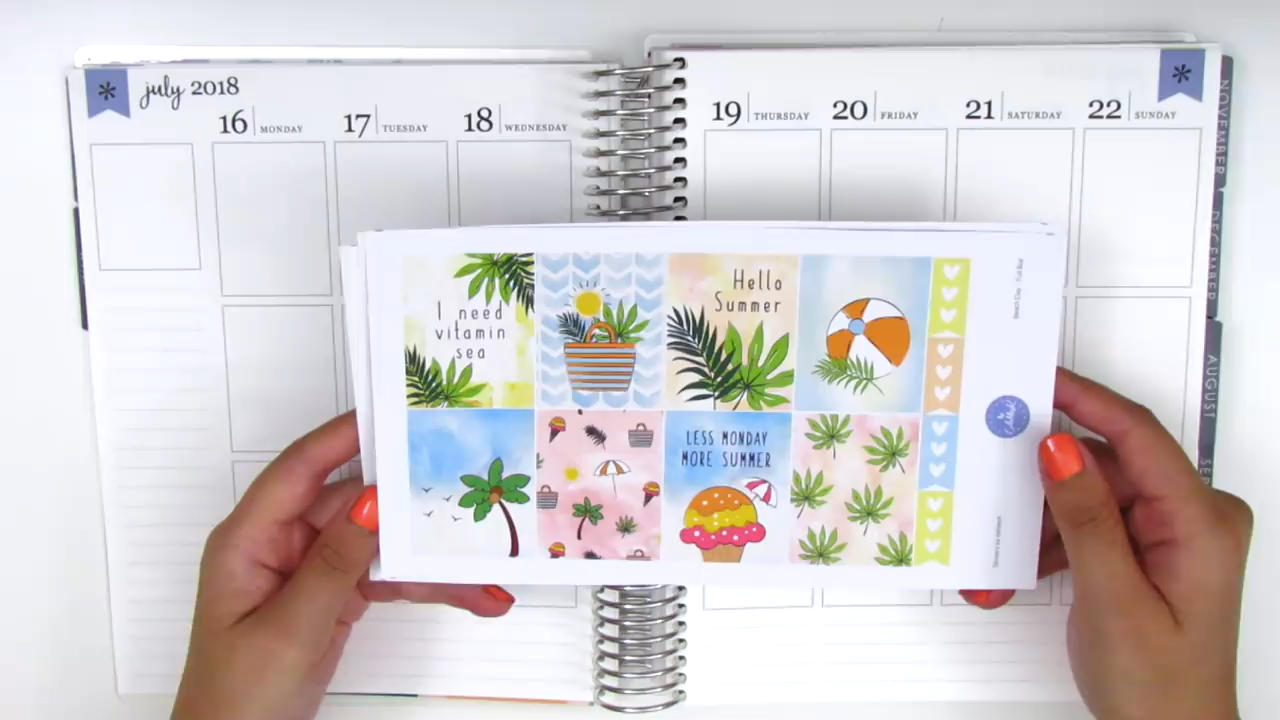 july 2018
16 MONDAY
17 TUESDAY
18 WEDNESDAY
19 THURSDAY
20 FRIDAY
21 SATURDAY
22 SUNDAY
NOVEMBER
DECEMBER
AUGUST
I need
vitamin
sea
Hello
Summer
LESS MONDAY
MORE SUMMER